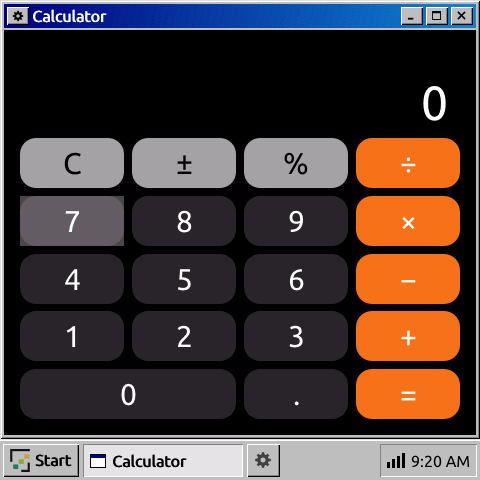 Calculator
0
C ± % ÷
7 8 9 ×
4 5 6 −
1 2 3 +
0 . =
Start Calculator 9:20 AM